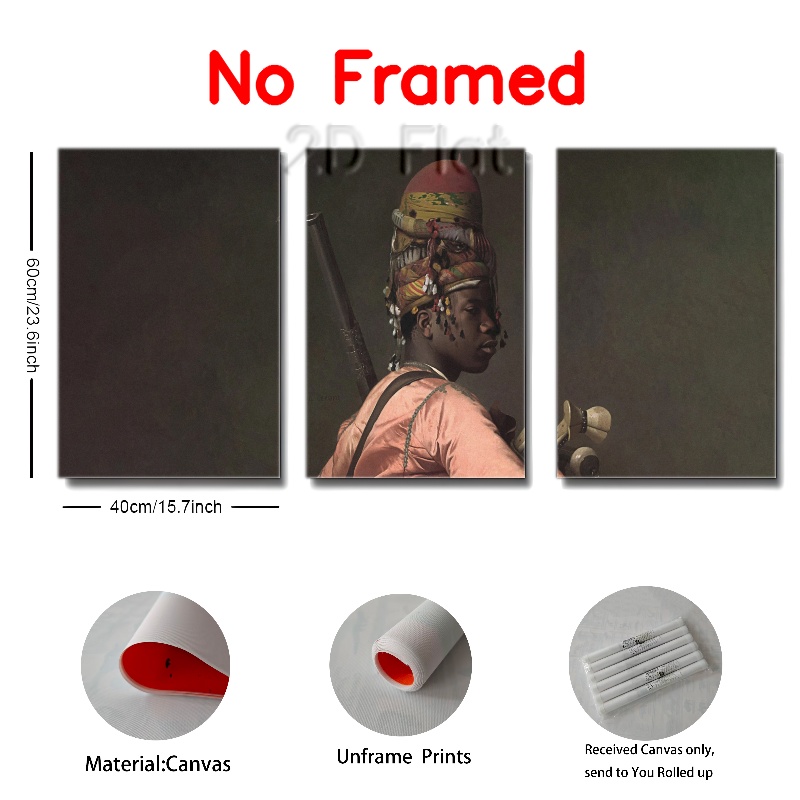 No Framed
2D Flat
60cm/23.6inch
40cm/15.7inch
Material:Canvas
Unframe Prints
Received Canvas only,
send to You Rolled up